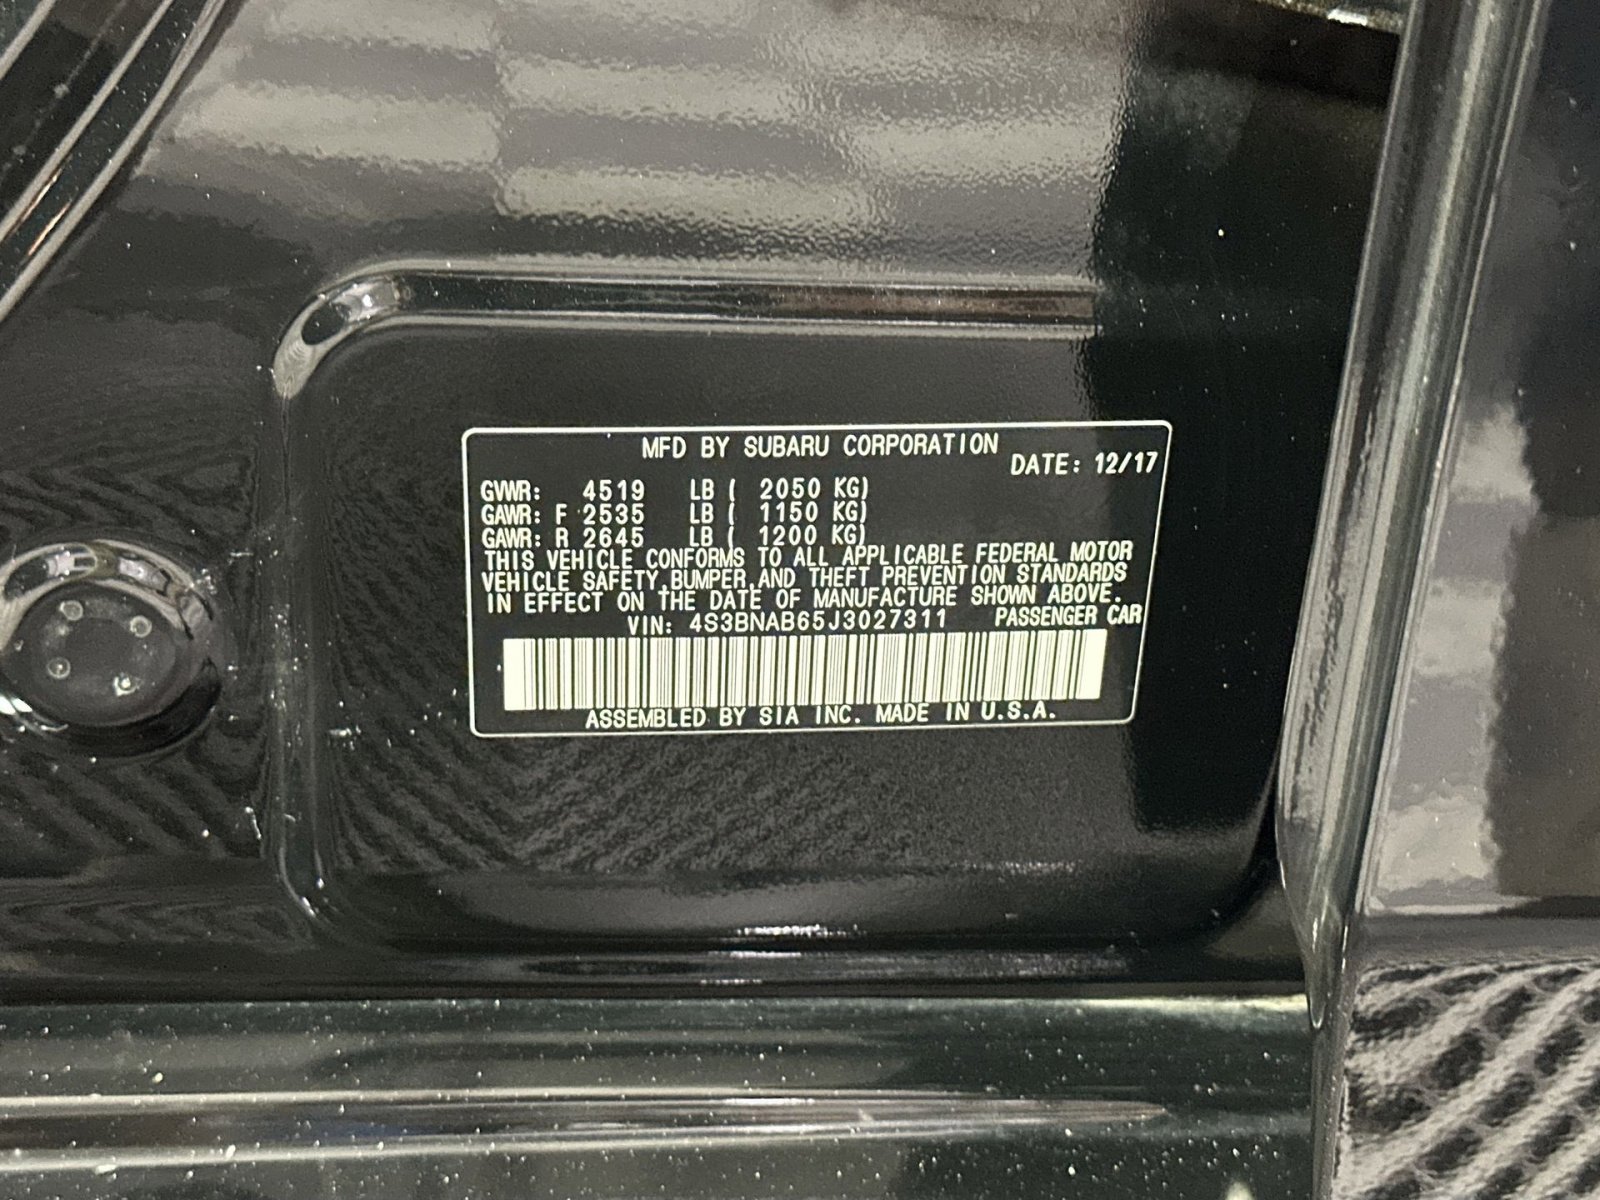 MFD BY SUBARU CORPORATION
DATE: 12/17
GVWR: 4519 LB ( 2050 KG)
GAWR: F 2535 LB ( 1150 KG)
GAWR: R 2645 LB ( 1200 KG)
THIS VEHICLE CONFORMS TO ALL APPLICABLE FEDERAL MOTOR
VEHICLE SAFETY,BUMPER,AND THEFT PREVENTION STANDARDS
IN EFFECT ON THE DATE OF MANUFACTURE SHOWN ABOVE.
VIN: 4S3BNAB65J3027311 PASSENGER CAR
ASSEMBLED BY SIA INC. MADE IN U.S.A.